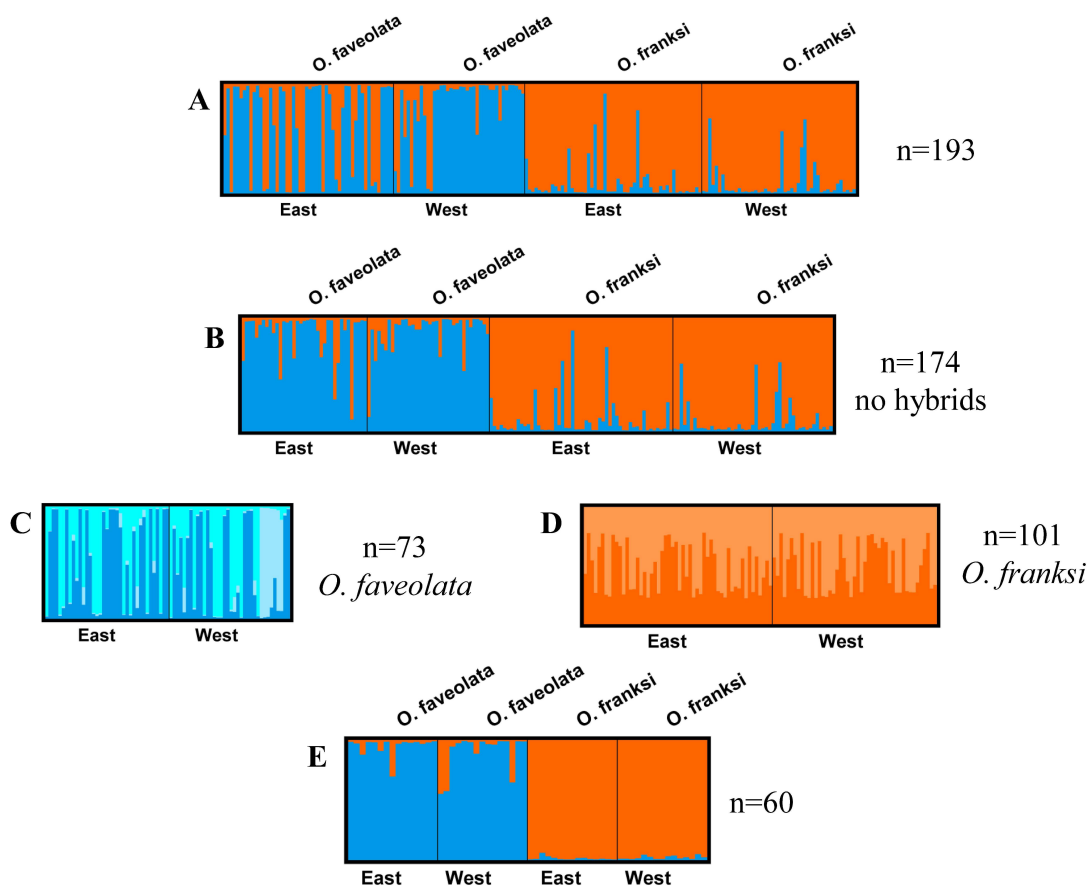 O. faveolata
O. faveolata
O. franksi
O. franksi
A
n=193
East
West
East
West
O. faveolata
O. faveolata
O. franksi
O. franksi
B
n=174
no hybrids
East
West
East
West
C
n=73
O. faveolata
East
West
D
n=101
O. franksi
East
West
O. faveolata
O. faveolata
O. franksi
O. franksi
E
n=60
East
West
East
West